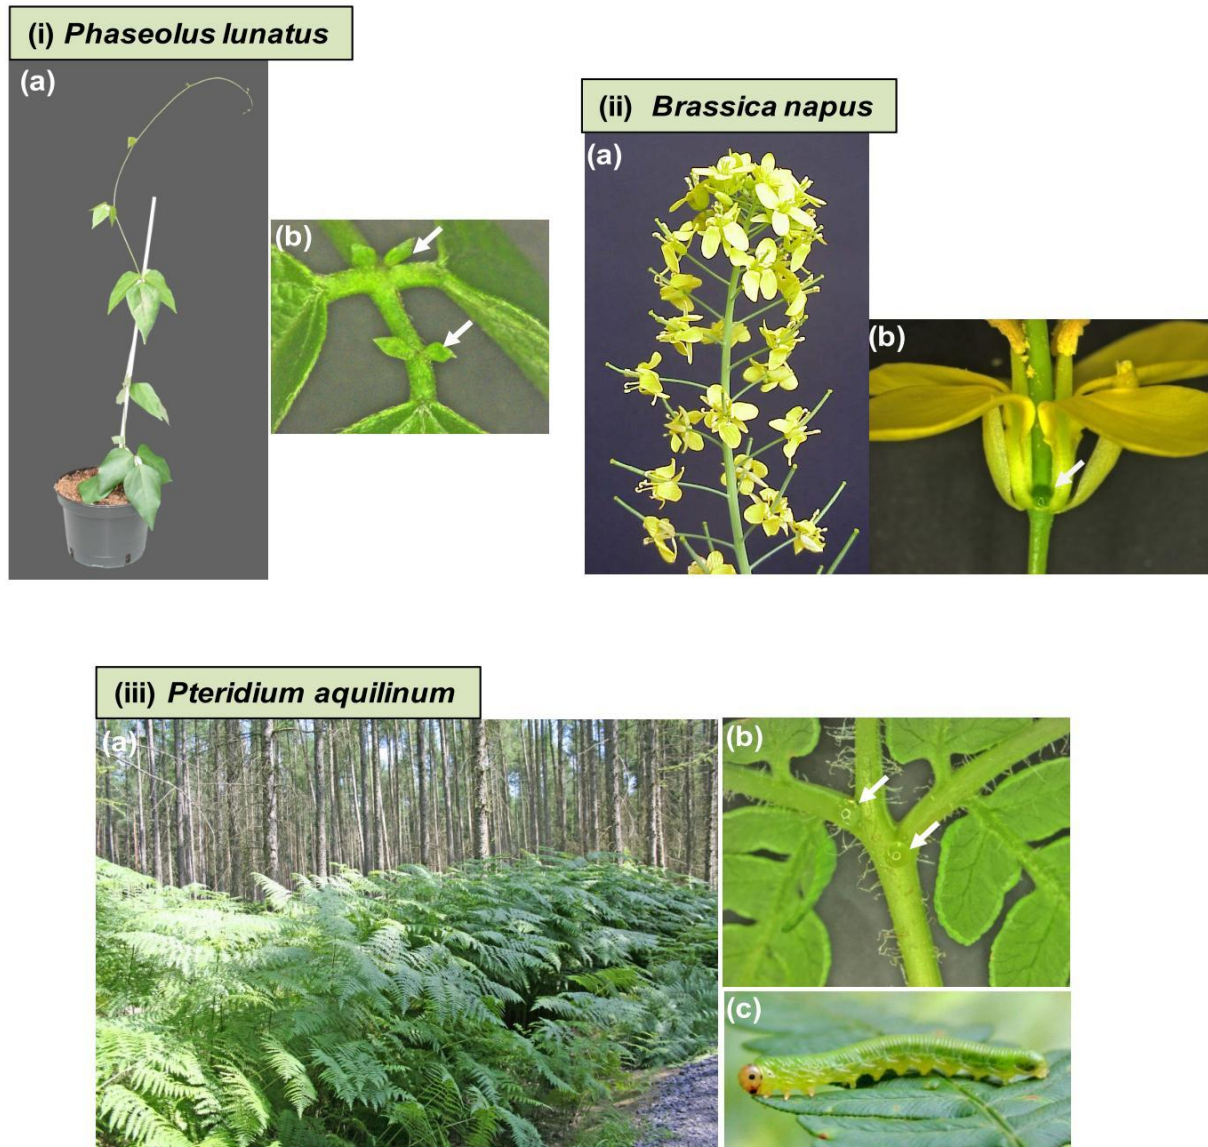 (i) Phaseolus lunatus
(a)
(b)
(ii) Brassica napus
(a)
(b)
(iii) Pteridium aquilinum
(a)
(b)
(c)